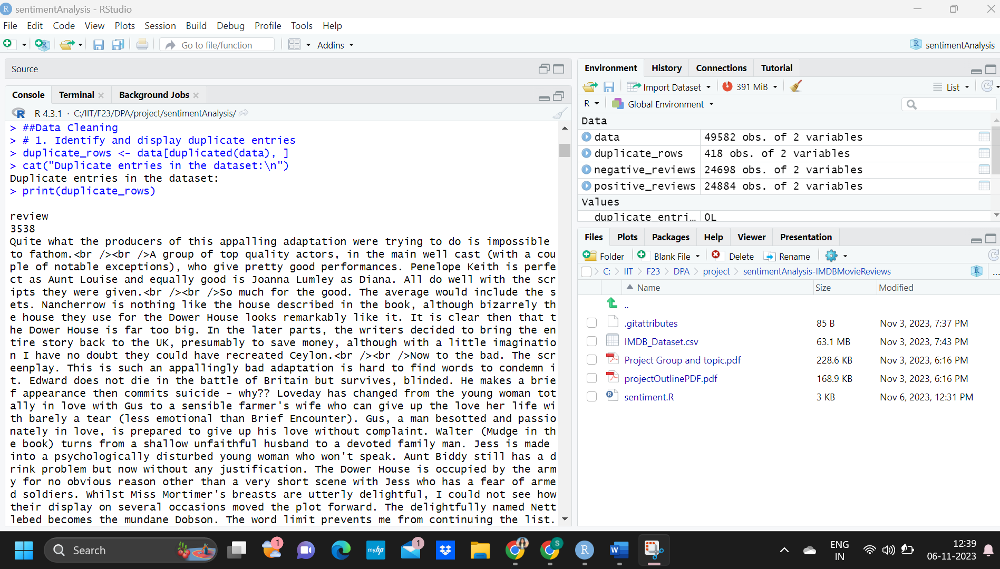 sentimentAnalysis - RStudio
File Edit Code View Plots Session Build Debug Profile Tools Help
Go to file/function Addins sentimentAnalysis
Source
Console Terminal Background Jobs
R 4.3.1 · C:/IIT/F23/DPA/project/sentimentAnalysis/
> ##Data Cleaning
> # 1. Identify and display duplicate entries
> duplicate_rows <- data[duplicated(data), ]
> cat("Duplicate entries in the dataset:\n")
Duplicate entries in the dataset:
> print(duplicate_rows)
review
3538
Quite what the producers of this appalling adaptation were trying to do is impossible
to fathom.<br /><br />A group of top quality actors, in the main well cast (with a cou
ple of notable exceptions), who give pretty good performances. Penelope Keith is perfe
ct as Aunt Louise and equally good is Joanna Lumley as Diana. All do well with the scr
ipts they were given.<br /><br />So much for the good. The average would include the s
ets. Nancherrow is nothing like the house described in the book, although bizarrely th
e house they use for the Dower House looks remarkably like it. It is clear then that t
he Dower House is far too big. In the later parts, the writers decided to bring the en
tire story back to the UK, presumably to save money, although with a little imaginatio
n I have no doubt they could have recreated Ceylon.<br /><br />Now to the bad. The scr
eenplay. This is such an appallingly bad adaptation is hard to find words to condemn i
t. Edward does not die in the battle of Britain but survives, blinded. He makes a brie
f appearance then commits suicide - why?? Loveday has changed from the young woman tot
ally in love with Gus to a sensible farmer's wife who can give up the love her life wi
th barely a tear (less emotional than Brief Encounter). Gus, a man besotted and passio
nately in love, is prepared to give up his love without complaint. Walter (Mudge in th
e book) turns from a shallow unfaithful husband to a devoted family man. Jess is made
into a psychologically disturbed young woman who won't speak. Aunt Biddy still has a d
rink problem but now without any justification. The Dower House is occupied by the arm
y for no obvious reason other than a very short scene with Jess who has a fear of arme
d soldiers. Whilst Miss Mortimer's breasts are utterly delightful, I could not see how
their display on several occasions moved the plot forward. The delightfully named Nett
lebed becomes the mundane Dobson. The word limit prevents me from continuing the list.
Environment History Connections Tutorial
Import Dataset 391 MiB List
R Global Environment
Data
data 49582 obs. of 2 variables
duplicate_rows 418 obs. of 2 variables
negative_reviews 24698 obs. of 2 variables
positive_reviews 24884 obs. of 2 variables
Values
duplicate_entri… 0L
Files Plots Packages Help Viewer Presentation
Folder Blank File Delete Rename
C: > IIT > F23 > DPA > project > sentimentAnalysis-IMDBMovieReviews ...
Name Size Modified
..
.gitattributes 85 B Nov 3, 2023, 7:37 PM
IMDB_Dataset.csv 63.1 MB Nov 3, 2023, 7:43 PM
Project Group and topic.pdf 228.6 KB Nov 3, 2023, 6:16 PM
projectOutlinePDF.pdf 168.9 KB Nov 3, 2023, 6:16 PM
sentiment.R 3 KB Nov 6, 2023, 12:31 PM
Search 1 myhp 1 S R W
ENG
IN
12:39
06-11-2023